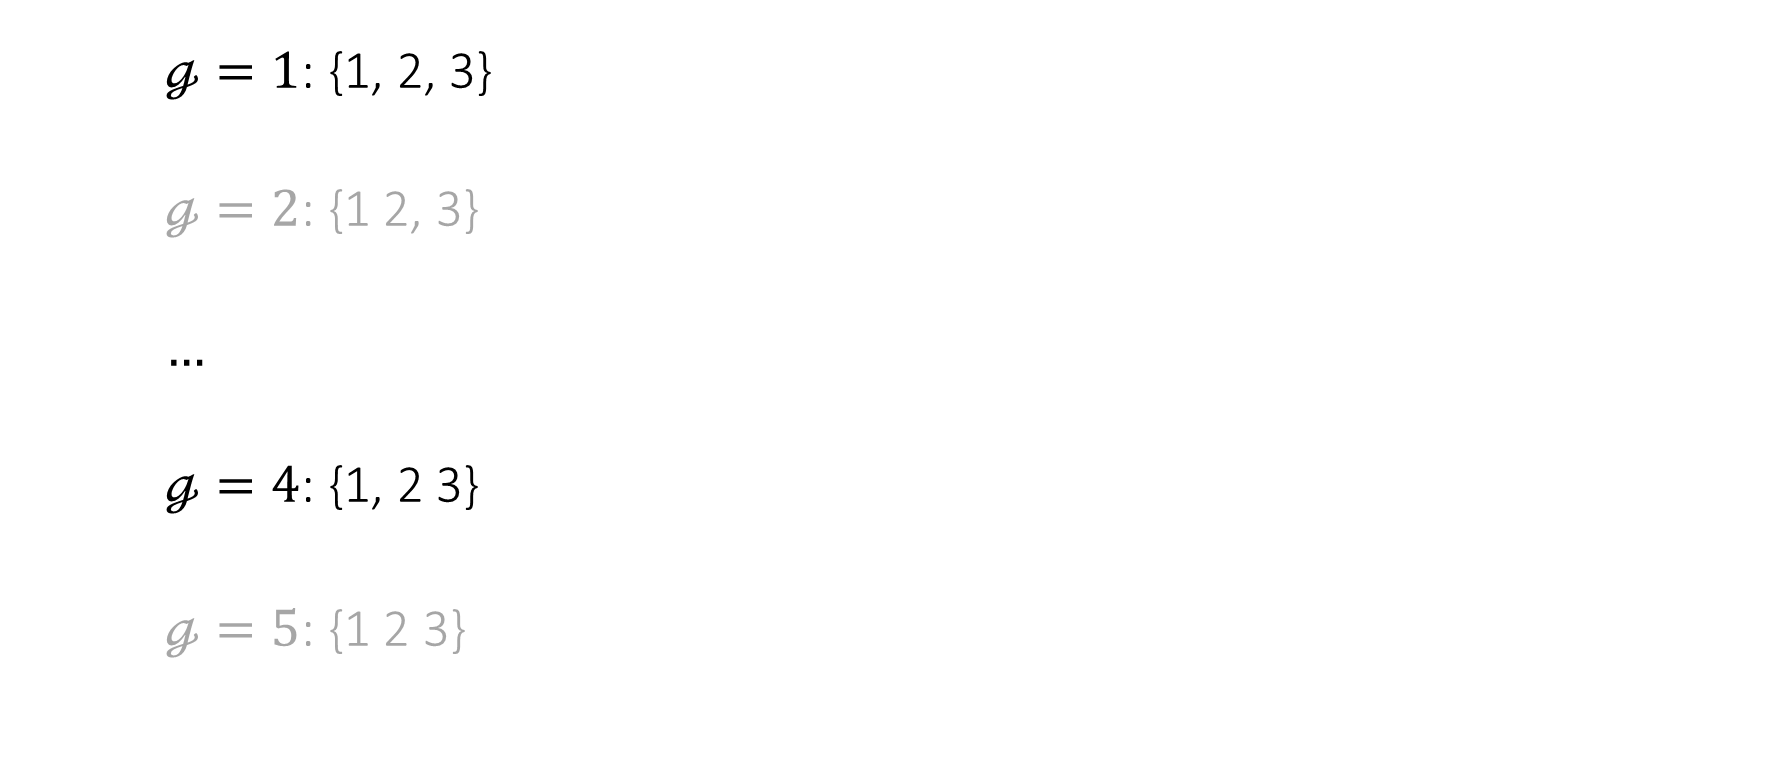 ℊ = 1: {1, 2, 3}
ℊ = 2: {1 2, 3}
...
ℊ = 4: {1, 2 3}
ℊ = 5: {1 2 3}